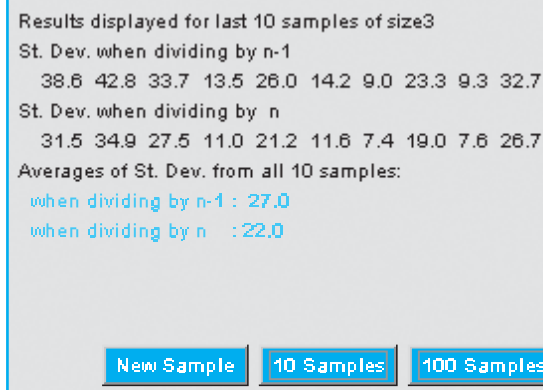 Results displayed for last 10 samples of size3
St. Dev. when dividing by n-1
38.6 42.8 33.7 13.5 26.0 14.2 9.0 23.3 9.3 32.7
St. Dev. when dividing by n
31.5 34.9 27.5 11.0 21.2 11.6 7.4 19.0 7.6 26.7
Averages of St. Dev. from all 10 samples:
when dividing by n-1 : 27.0
when dividing by n : 22.0
New Sample 10 Samples 100 Samples